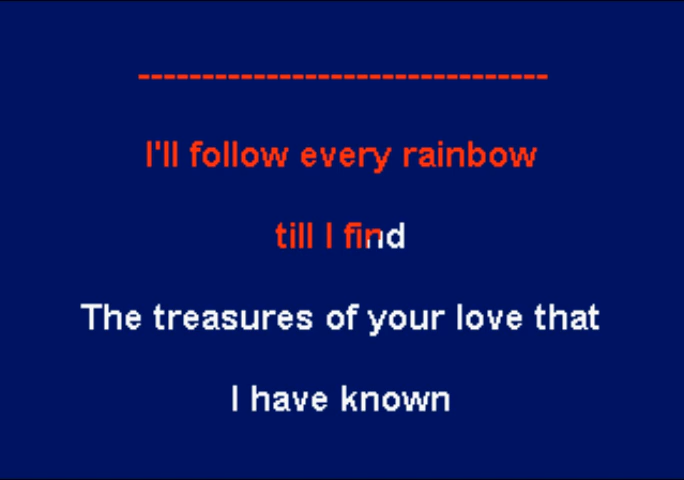 --------------------------------
I'll follow every rainbow
till I find
The treasures of your love that
I have known